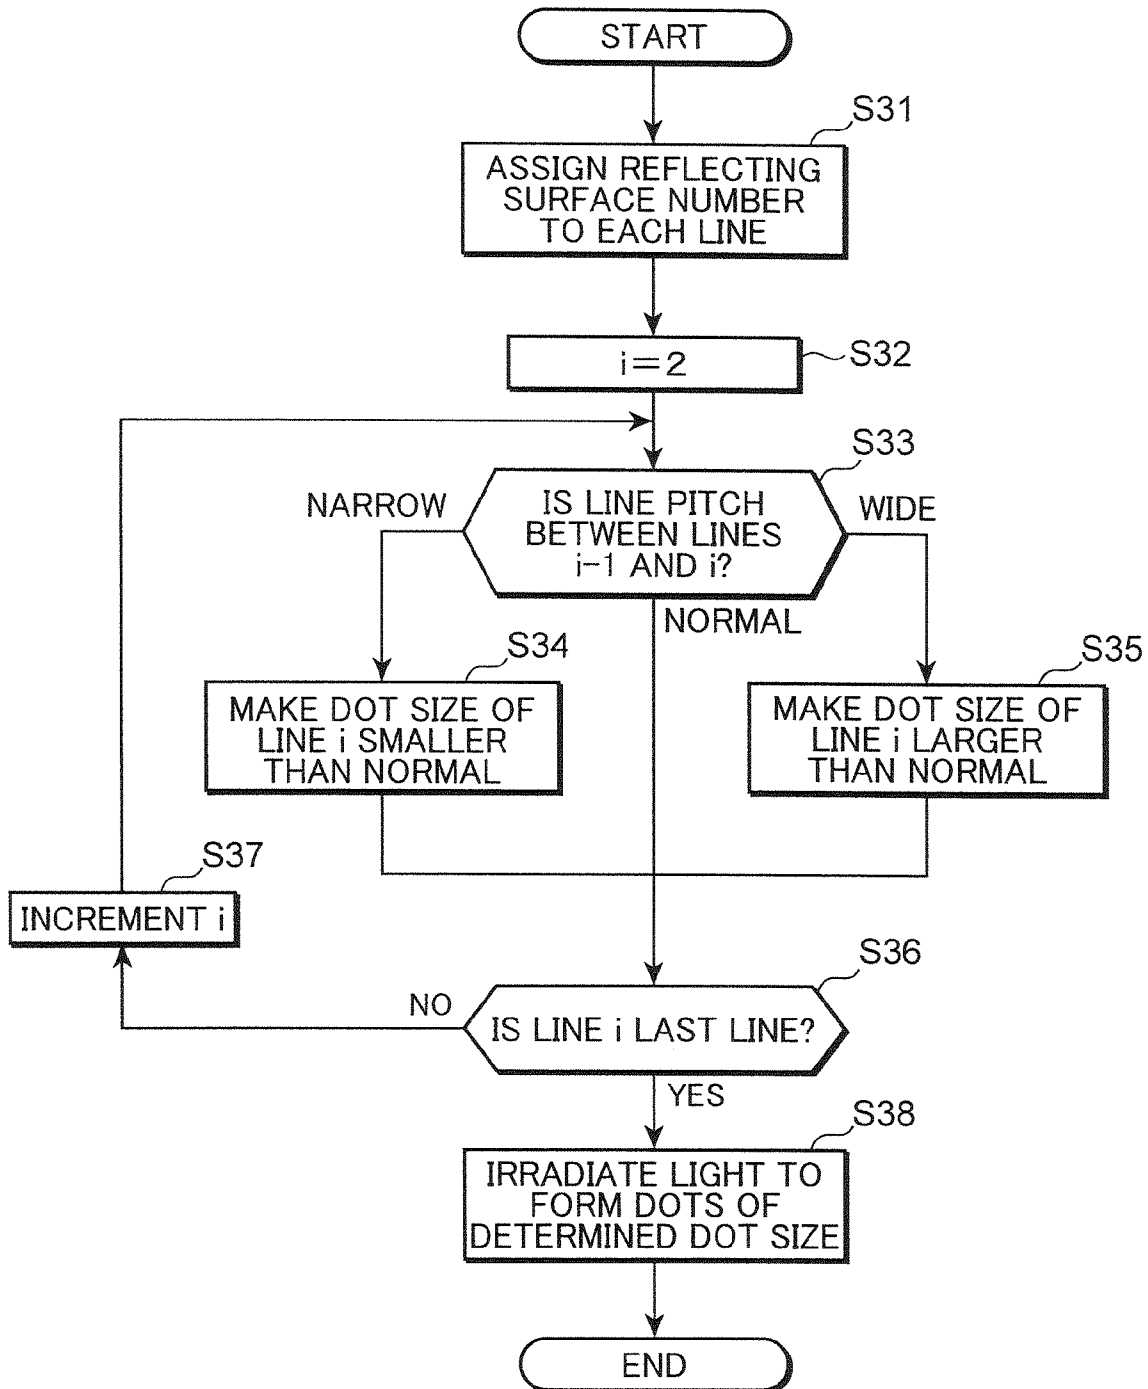 START
S31
ASSIGN REFLECTING
SURFACE NUMBER
TO EACH LINE
i=2
S32
S33
NARROW
IS LINE PITCH
BETWEEN LINES
i-1 AND i?
WIDE
NORMAL
S34
S35
MAKE DOT SIZE OF
LINE i SMALLER
THAN NORMAL
MAKE DOT SIZE OF
LINE i LARGER
THAN NORMAL
S37
INCREMENT i
S36
NO
IS LINE i LAST LINE?
YES
S38
IRRADIATE LIGHT TO
FORM DOTS OF
DETERMINED DOT SIZE
END